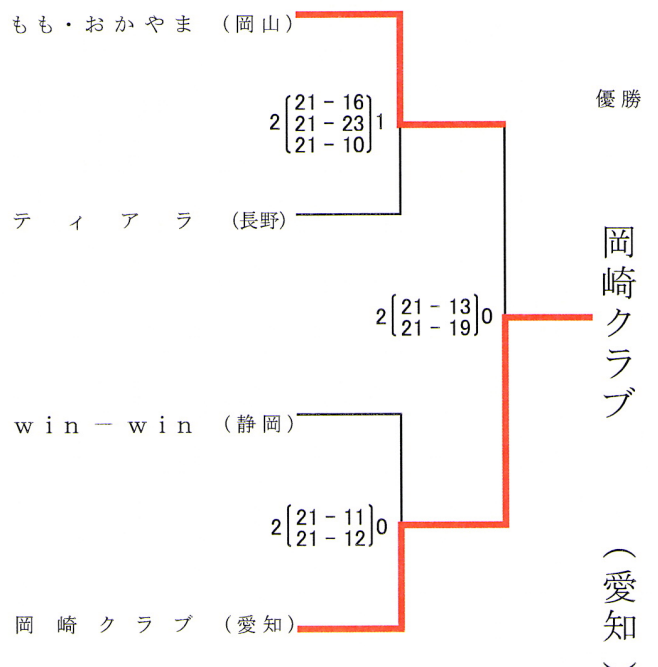 もも・おかやま (岡山)
優勝
2 21 - 16 1
21 - 23
21 - 10
ティアラ (長野)
岡崎クラブ (愛知)
2 21 - 13 0
21 - 19
win－win (静岡)
2 21 - 11 0
21 - 12
岡崎クラブ (愛知)